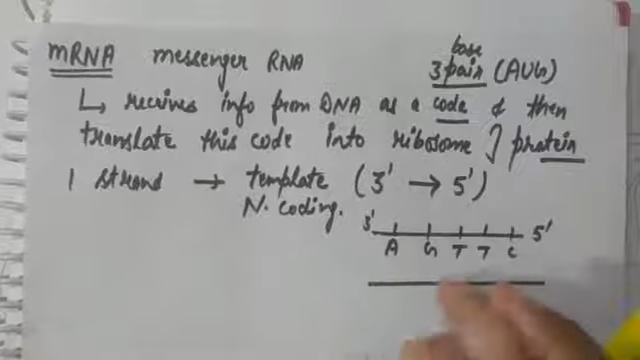 mRNA messenger RNA
base
3 pair (AUG)
↳ receives info from DNA as a code & then
translate this code into ribosome } protein
1 strand → template (3' → 5')
N. coding.
3' 5'
A G T T C